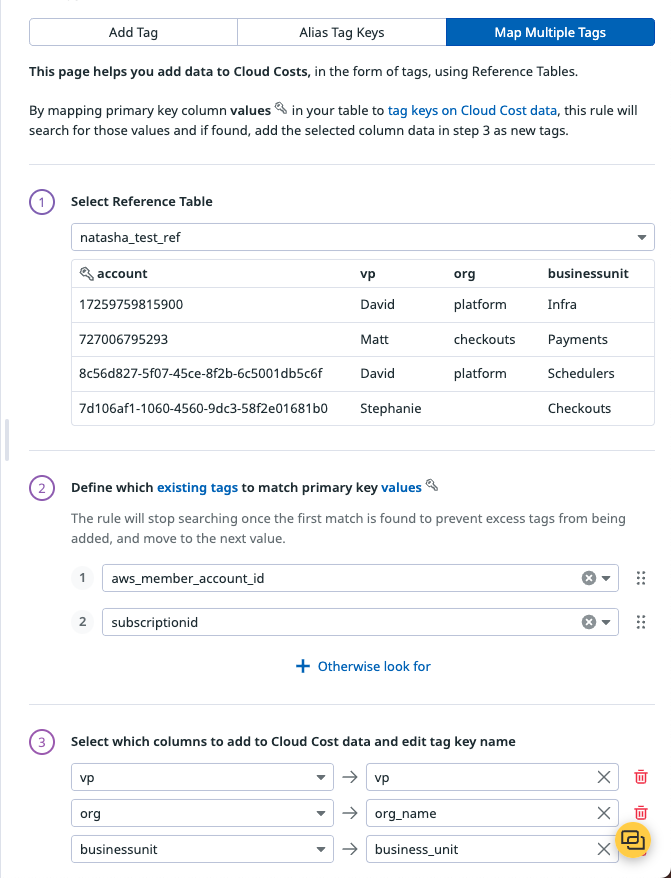 Add Tag
Alias Tag Keys
Map Multiple Tags
This page helps you add data to Cloud Costs, in the form of tags, using Reference Tables.
By mapping primary key column values in your table to tag keys on Cloud Cost data, this rule will
search for those values and if found, add the selected column data in step 3 as new tags.
1 Select Reference Table
natasha_test_ref
account vp org businessunit
17259759815900 David platform Infra
727006795293 Matt checkouts Payments
8c56d827-5f07-45ce-8f2b-6c5001db5c6f David platform Schedulers
7d106af1-1060-4560-9dc3-58f2e01681b0 Stephanie Checkouts
2 Define which existing tags to match primary key values
The rule will stop searching once the first match is found to prevent excess tags from being
added, and move to the next value.
1 aws_member_account_id
2 subscriptionid
Otherwise look for
3 Select which columns to add to Cloud Cost data and edit tag key name
vp vp
org org_name
businessunit business_unit